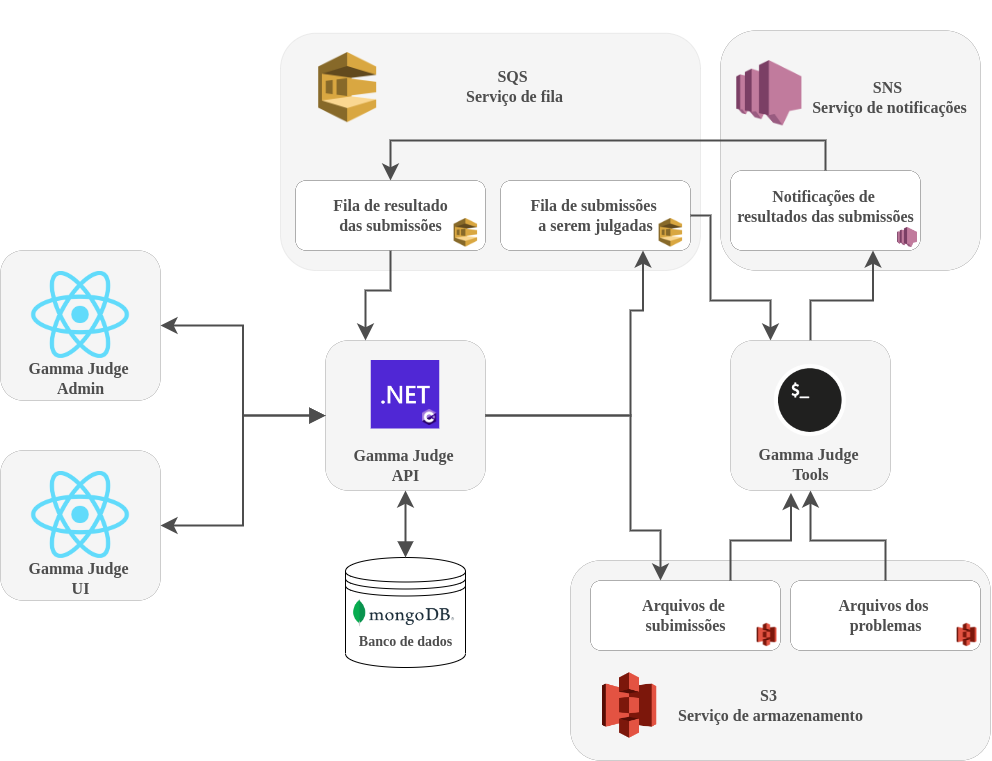 SQS
Serviço de fila
SNS
Serviço de notificações
Fila de resultado
das submissões
Fila de submissões
a serem julgadas
Notificações de
resultados das submissões
Gamma Judge
Admin
.NET
C
Gamma Judge
API
$_
Gamma Judge
Tools
Gamma Judge
UI
mongoDB.
Banco de dados
Arquivos de
subimissões
Arquivos dos
problemas
S3
Serviço de armazenamento